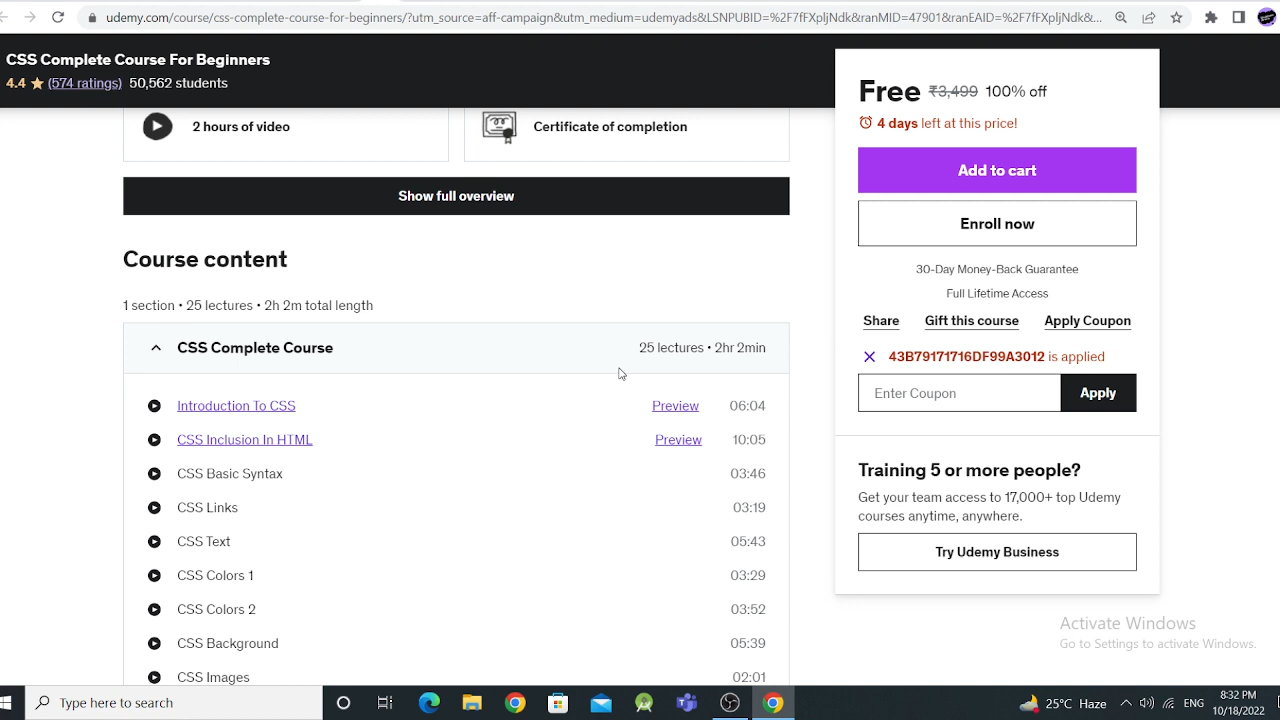 udemy.com/course/css-complete-course-for-beginners/?utm_source=aff-campaign&utm_medium=udemyads&LSNPUBID=%2F7fFXpljNdk&ranMID=47901&ranEAID=%2F7fFXpljNdk&...
CSS Complete Course For Beginners
4.4 ★ (574 ratings) 50,562 students
2 hours of video
Certificate of completion
Show full overview
Course content
1 section • 25 lectures • 2h 2m total length
CSS Complete Course 25 lectures • 2hr 2min
Introduction To CSS Preview 06:04
CSS Inclusion In HTML Preview 10:05
CSS Basic Syntax 03:46
CSS Links 03:19
CSS Text 05:43
CSS Colors 1 03:29
CSS Colors 2 03:52
CSS Background 05:39
CSS Images 02:01
Free ₹3,499 100% off
4 days left at this price!
Add to cart
Enroll now
30-Day Money-Back Guarantee
Full Lifetime Access
Share Gift this course Apply Coupon
43B79171716DF99A3012 is applied
Enter Coupon Apply
Training 5 or more people?
Get your team access to 17,000+ top Udemy
courses anytime, anywhere.
Try Udemy Business
Activate Windows
Go to Settings to activate Windows.
Type here to search
25°C Haze
ENG
8:32 PM
10/18/2022